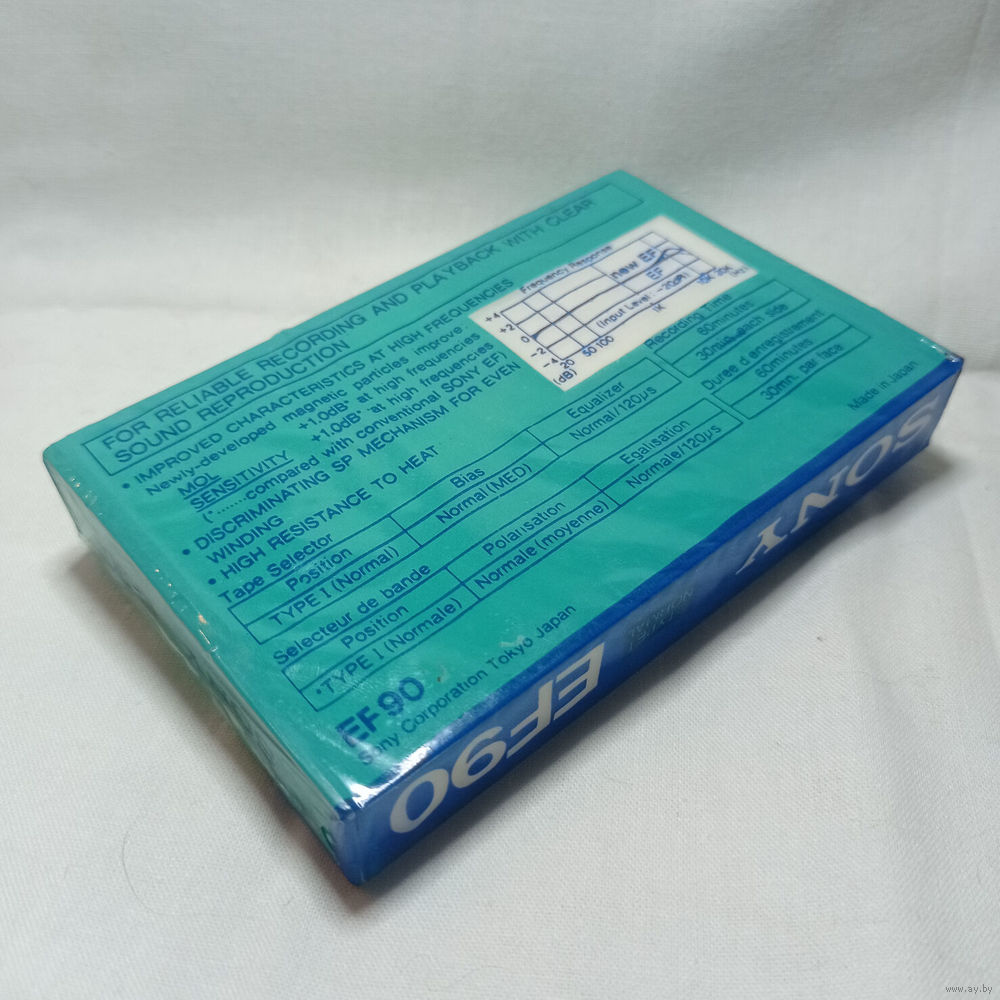 FOR RELIABLE RECORDING AND PLAYBACK WITH CLEAR
SOUND REPRODUCTION
• IMPROVED CHARACTERISTICS AT HIGH FREQUENCIES
Newly-developed magnetic particles improve.
MOL +1.0dB* at high frequencies
SENSITIVITY +1.0dB* at high frequencies
(*........compared with conventional SONY EF)
• DISCRIMINATING SP MECHANISM FOR EVEN
WINDING
• HIGH RESISTANCE TO HEAT
Frequency Response
new EF
EF
(Input Level -20dB)
+4
+2
0
-2
-4
(dB)
20 50 100 1K 10K 20K
Tape Selector
Position Bias Equalizer
TYPE I (Normal) Normal (MED) Normal/120µs
Recording Time
30 each side
Sélecteur de bande
Position Polarisation Egalisation
•TYPE I (Normale) Normale (moyenne) Normale/120µs
Durée d'enregistrement
30mn. par face
EF90
Sony Corporation Tokyo Japan
Made in Japan
SONY
EF90
www.ay.by